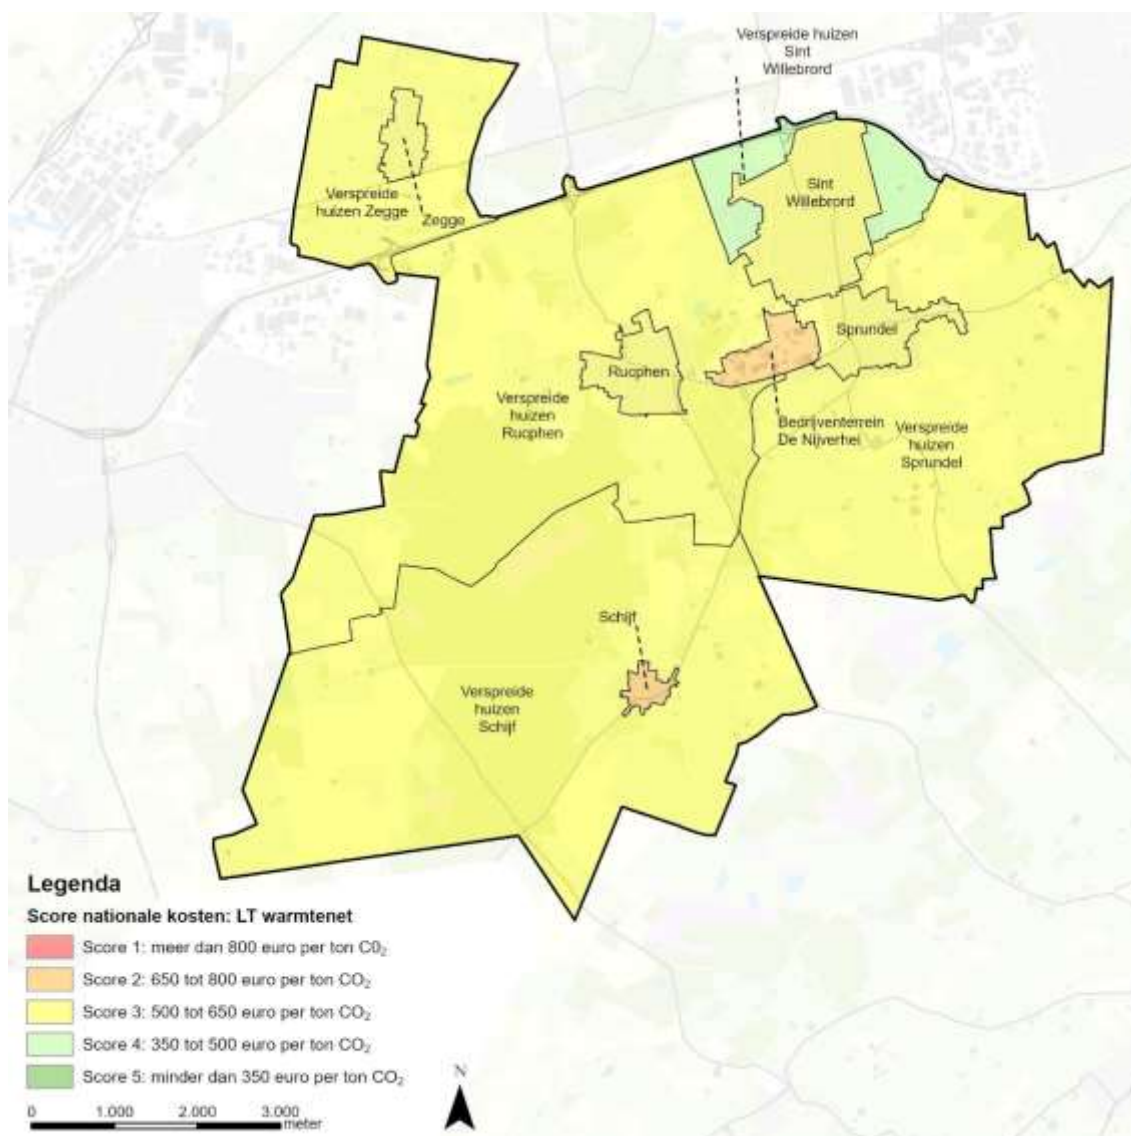 Verspreide huizen
Sint
Willebrord
Sint
Willebrord
Verspreide
huizen Zegge
Zegge
Sprundel
Rucphen
Verspreide
huizen
Rucphen
Bedrijventerrein
De Nijverhei
Verspreide
huizen
Sprundel
Schijf
Verspreide
huizen
Schijf
Legenda
Score nationale kosten: LT warmtenet
Score 1: meer dan 800 euro per ton C0₂
Score 2: 650 tot 800 euro per ton CO₂
Score 3: 500 tot 650 euro per ton CO₂
Score 4: 350 tot 500 euro per ton CO₂
Score 5: minder dan 350 euro per ton CO₂
N
0 1.000 2.000 3.000
meter